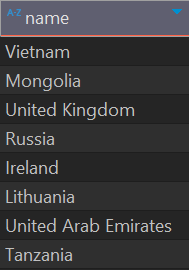 A-Z name
Vietnam
Mongolia
United Kingdom
Russia
Ireland
Lithuania
United Arab Emirates
Tanzania